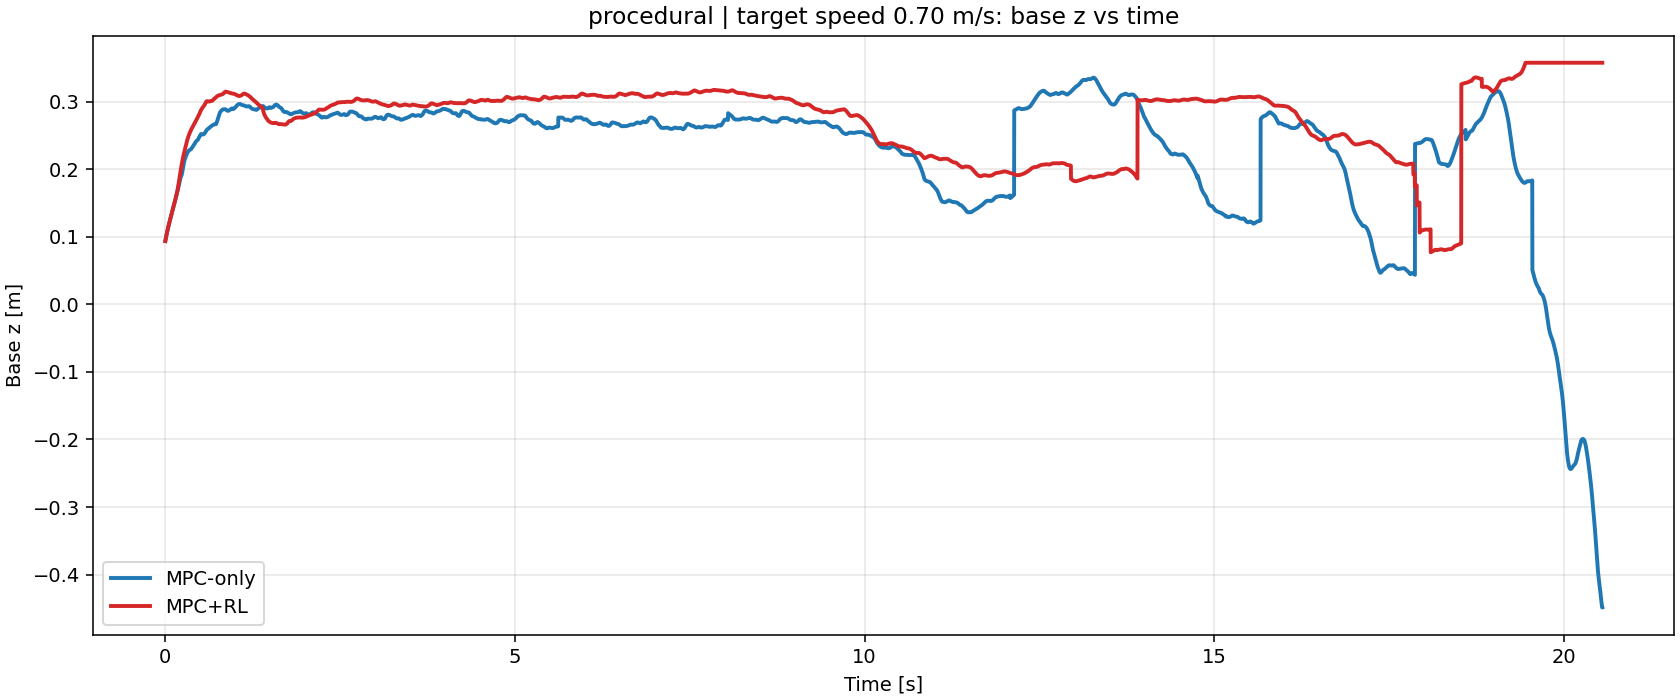 procedural | target speed 0.70 m/s: base z vs time
Base z [m]
0.3
0.2
0.1
0.0
−0.1
−0.2
−0.3
−0.4
MPC-only
MPC+RL
0
5
10
15
20
Time [s]